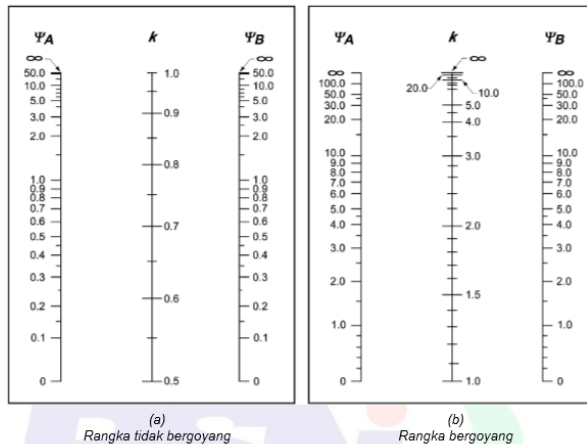 ΨA k ΨB
∞ ∞
50.0 1.0 50.0
10.0 10.0
5.0 0.9 5.0
3.0 3.0
2.0 0.8 2.0
1.0 1.0
0.9 0.9
0.8 0.8
0.7 0.7 0.7
0.6 0.6
0.5 0.5
0.4 0.4
0.3 0.3
0.2 0.6 0.2
0.1 0.1
0 0.5 0
(a)
Rangka tidak bergoyang
ΨA k ΨB
∞
∞ ∞
100.0 20.0 10.0 100.0
50.0 5.0 50.0
30.0 30.0
20.0 4.0 20.0
10.0 3.0 10.0
9.0 9.0
8.0 8.0
7.0 7.0
6.0 6.0
5.0 5.0
4.0 2.0 4.0
3.0 3.0
2.0 2.0
1.5
1.0 1.0
0 1.0 0
(b)
Rangka bergoyang